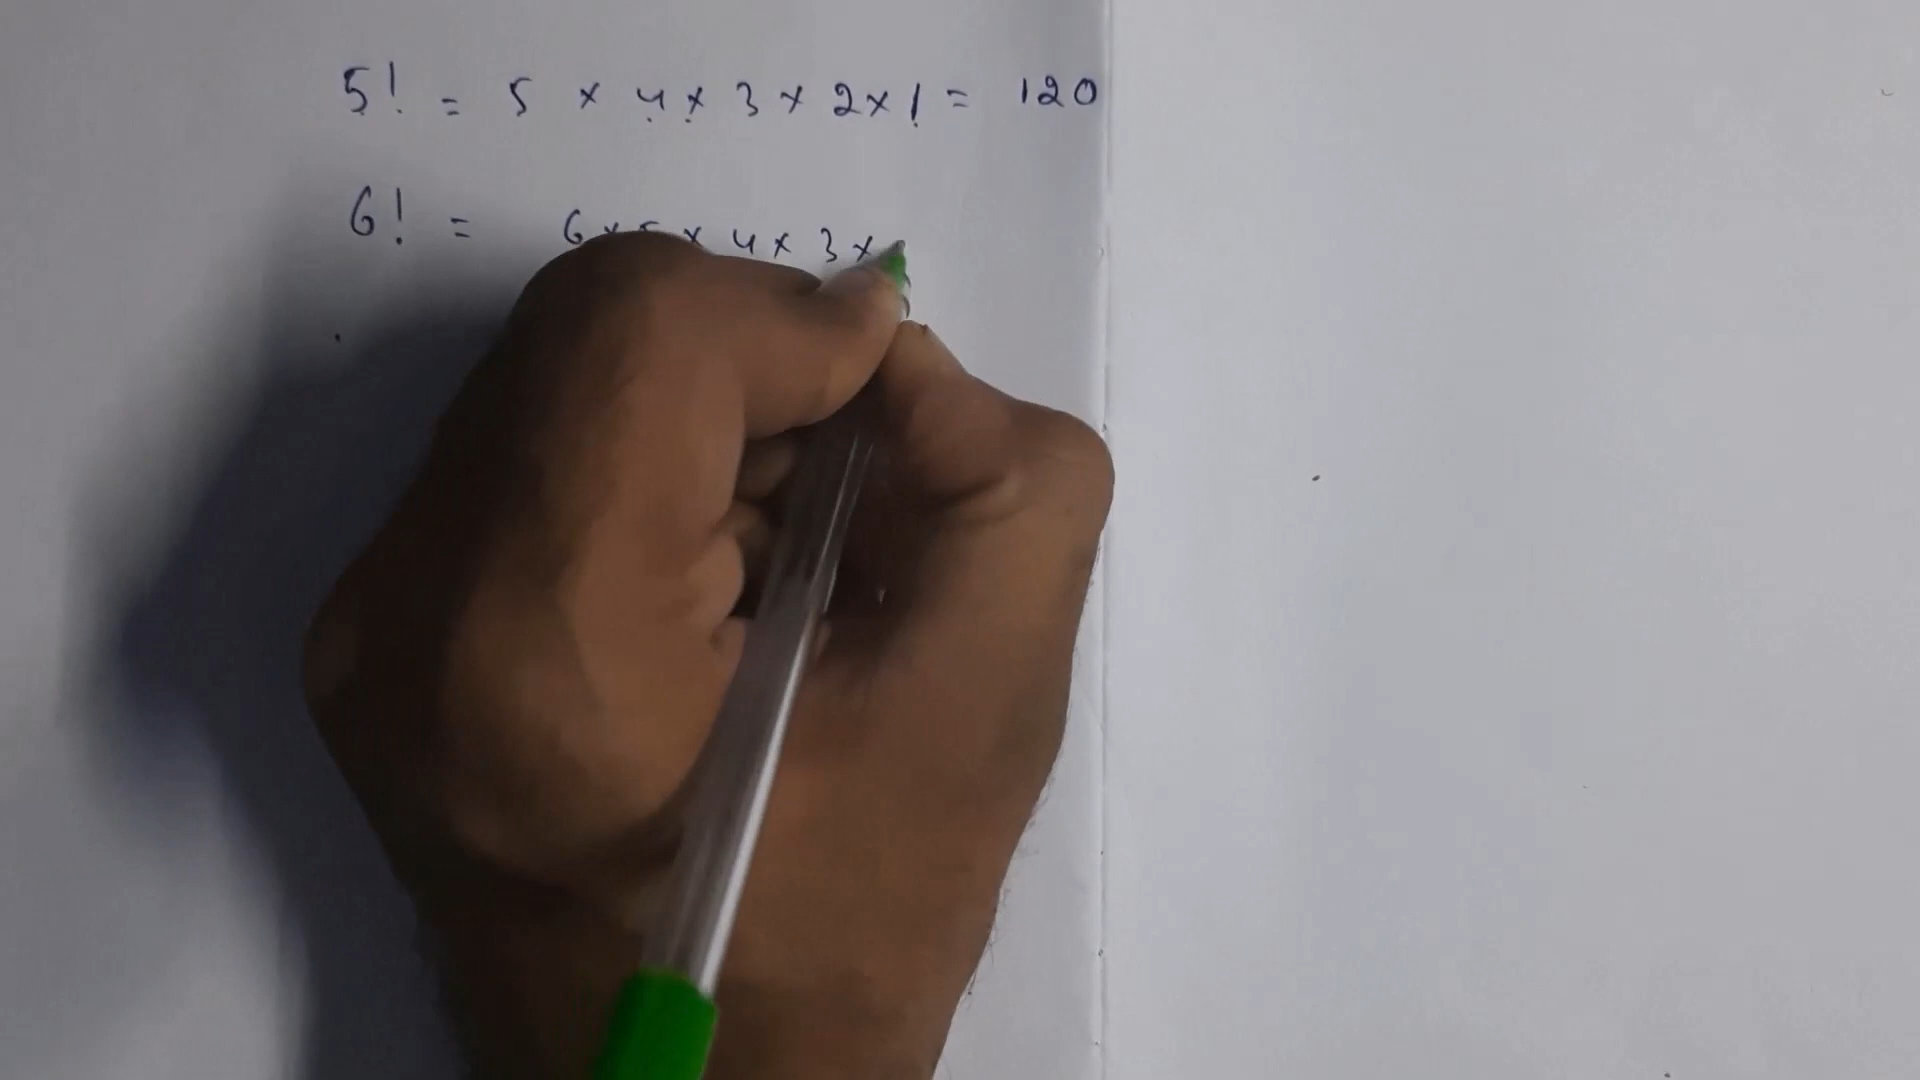 5! = 5 × 4 × 3 × 2 × 1 = 120
6! = 6 × 5 × 4 × 3 ×